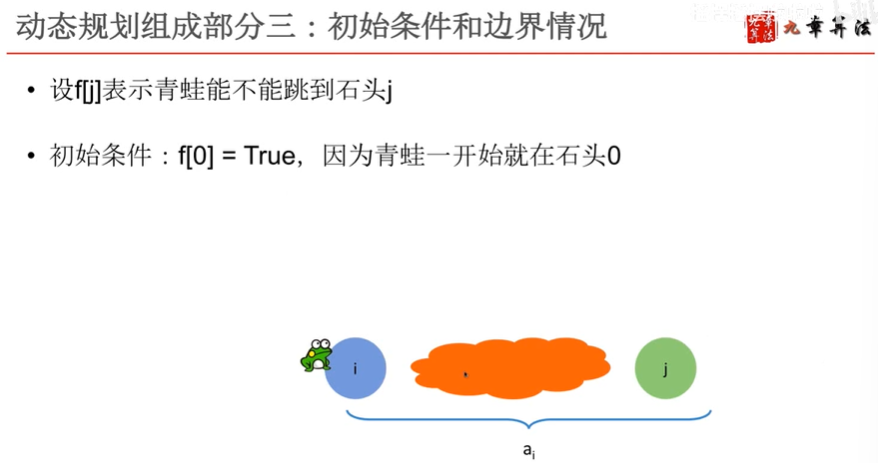 动态规划组成部分三：初始条件和边界情况
九章算法
• 设f[j]表示青蛙能不能跳到石头j
• 初始条件：f[0] = True，因为青蛙一开始就在石头0
i
j
ai